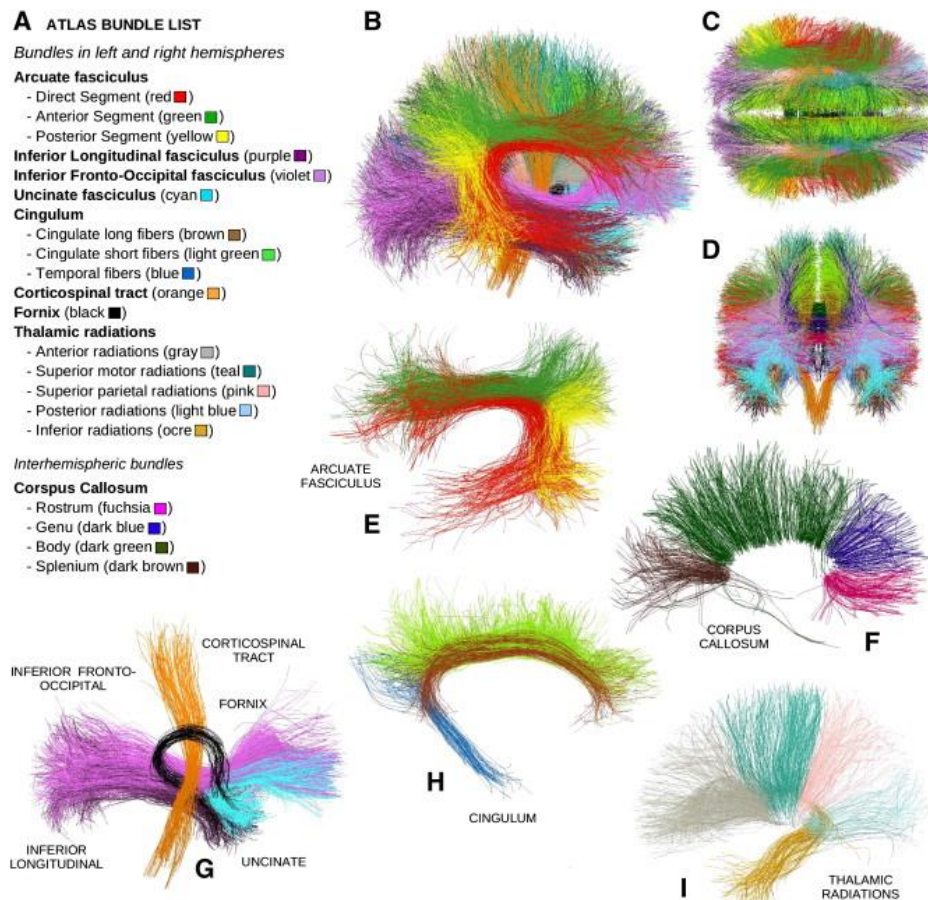 A ATLAS BUNDLE LIST
Bundles in left and right hemispheres
Arcuate fasciculus
- Direct Segment (red)
- Anterior Segment (green)
- Posterior Segment (yellow)
Inferior Longitudinal fasciculus (purple)
Inferior Fronto-Occipital fasciculus (violet)
Uncinate fasciculus (cyan)
Cingulum
- Cingulate long fibers (brown)
- Cingulate short fibers (light green)
- Temporal fibers (blue)
Corticospinal tract (orange)
Fornix (black)
Thalamic radiations
- Anterior radiations (gray)
- Superior motor radiations (teal)
- Superior parietal radiations (pink)
- Posterior radiations (light blue)
- Inferior radiations (ocre)
Interhemispheric bundles
Corspus Callosum
- Rostrum (fuchsia)
- Genu (dark blue)
- Body (dark green)
- Splenium (dark brown)
B
C
D
ARCUATE
FASCICULUS
E
CORPUS
CALLOSUM
F
CORTICOSPINAL
TRACT
INFERIOR FRONTO-
OCCIPITAL
FORNIX
INFERIOR
LONGITUDINAL
G
UNCINATE
H
CINGULUM
I
THALAMIC
RADIATIONS